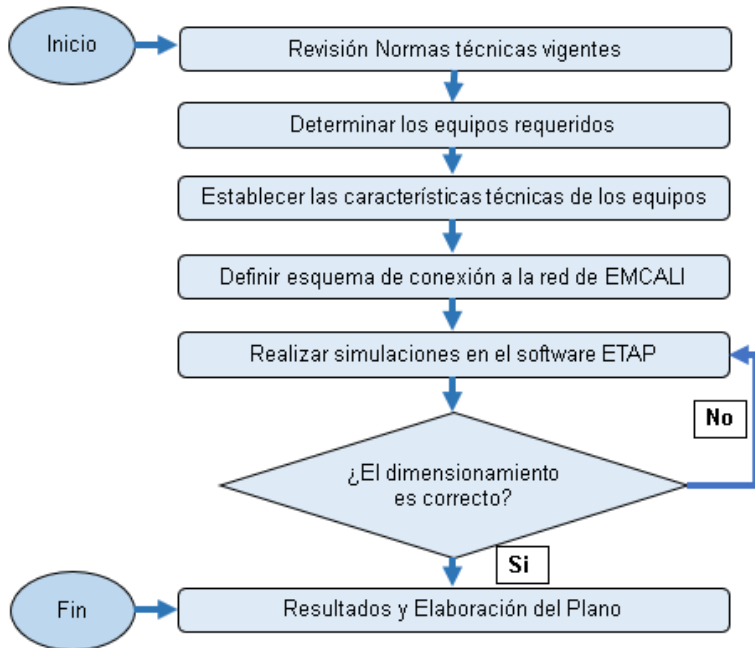 Inicio
Revisión Normas técnicas vigentes
Determinar los equipos requeridos
Establecer las características técnicas de los equipos
Definir esquema de conexión a la red de EMCALI
Realizar simulaciones en el software ETAP
No
¿El dimensionamiento
es correcto?
Si
Fin
Resultados y Elaboración del Plano